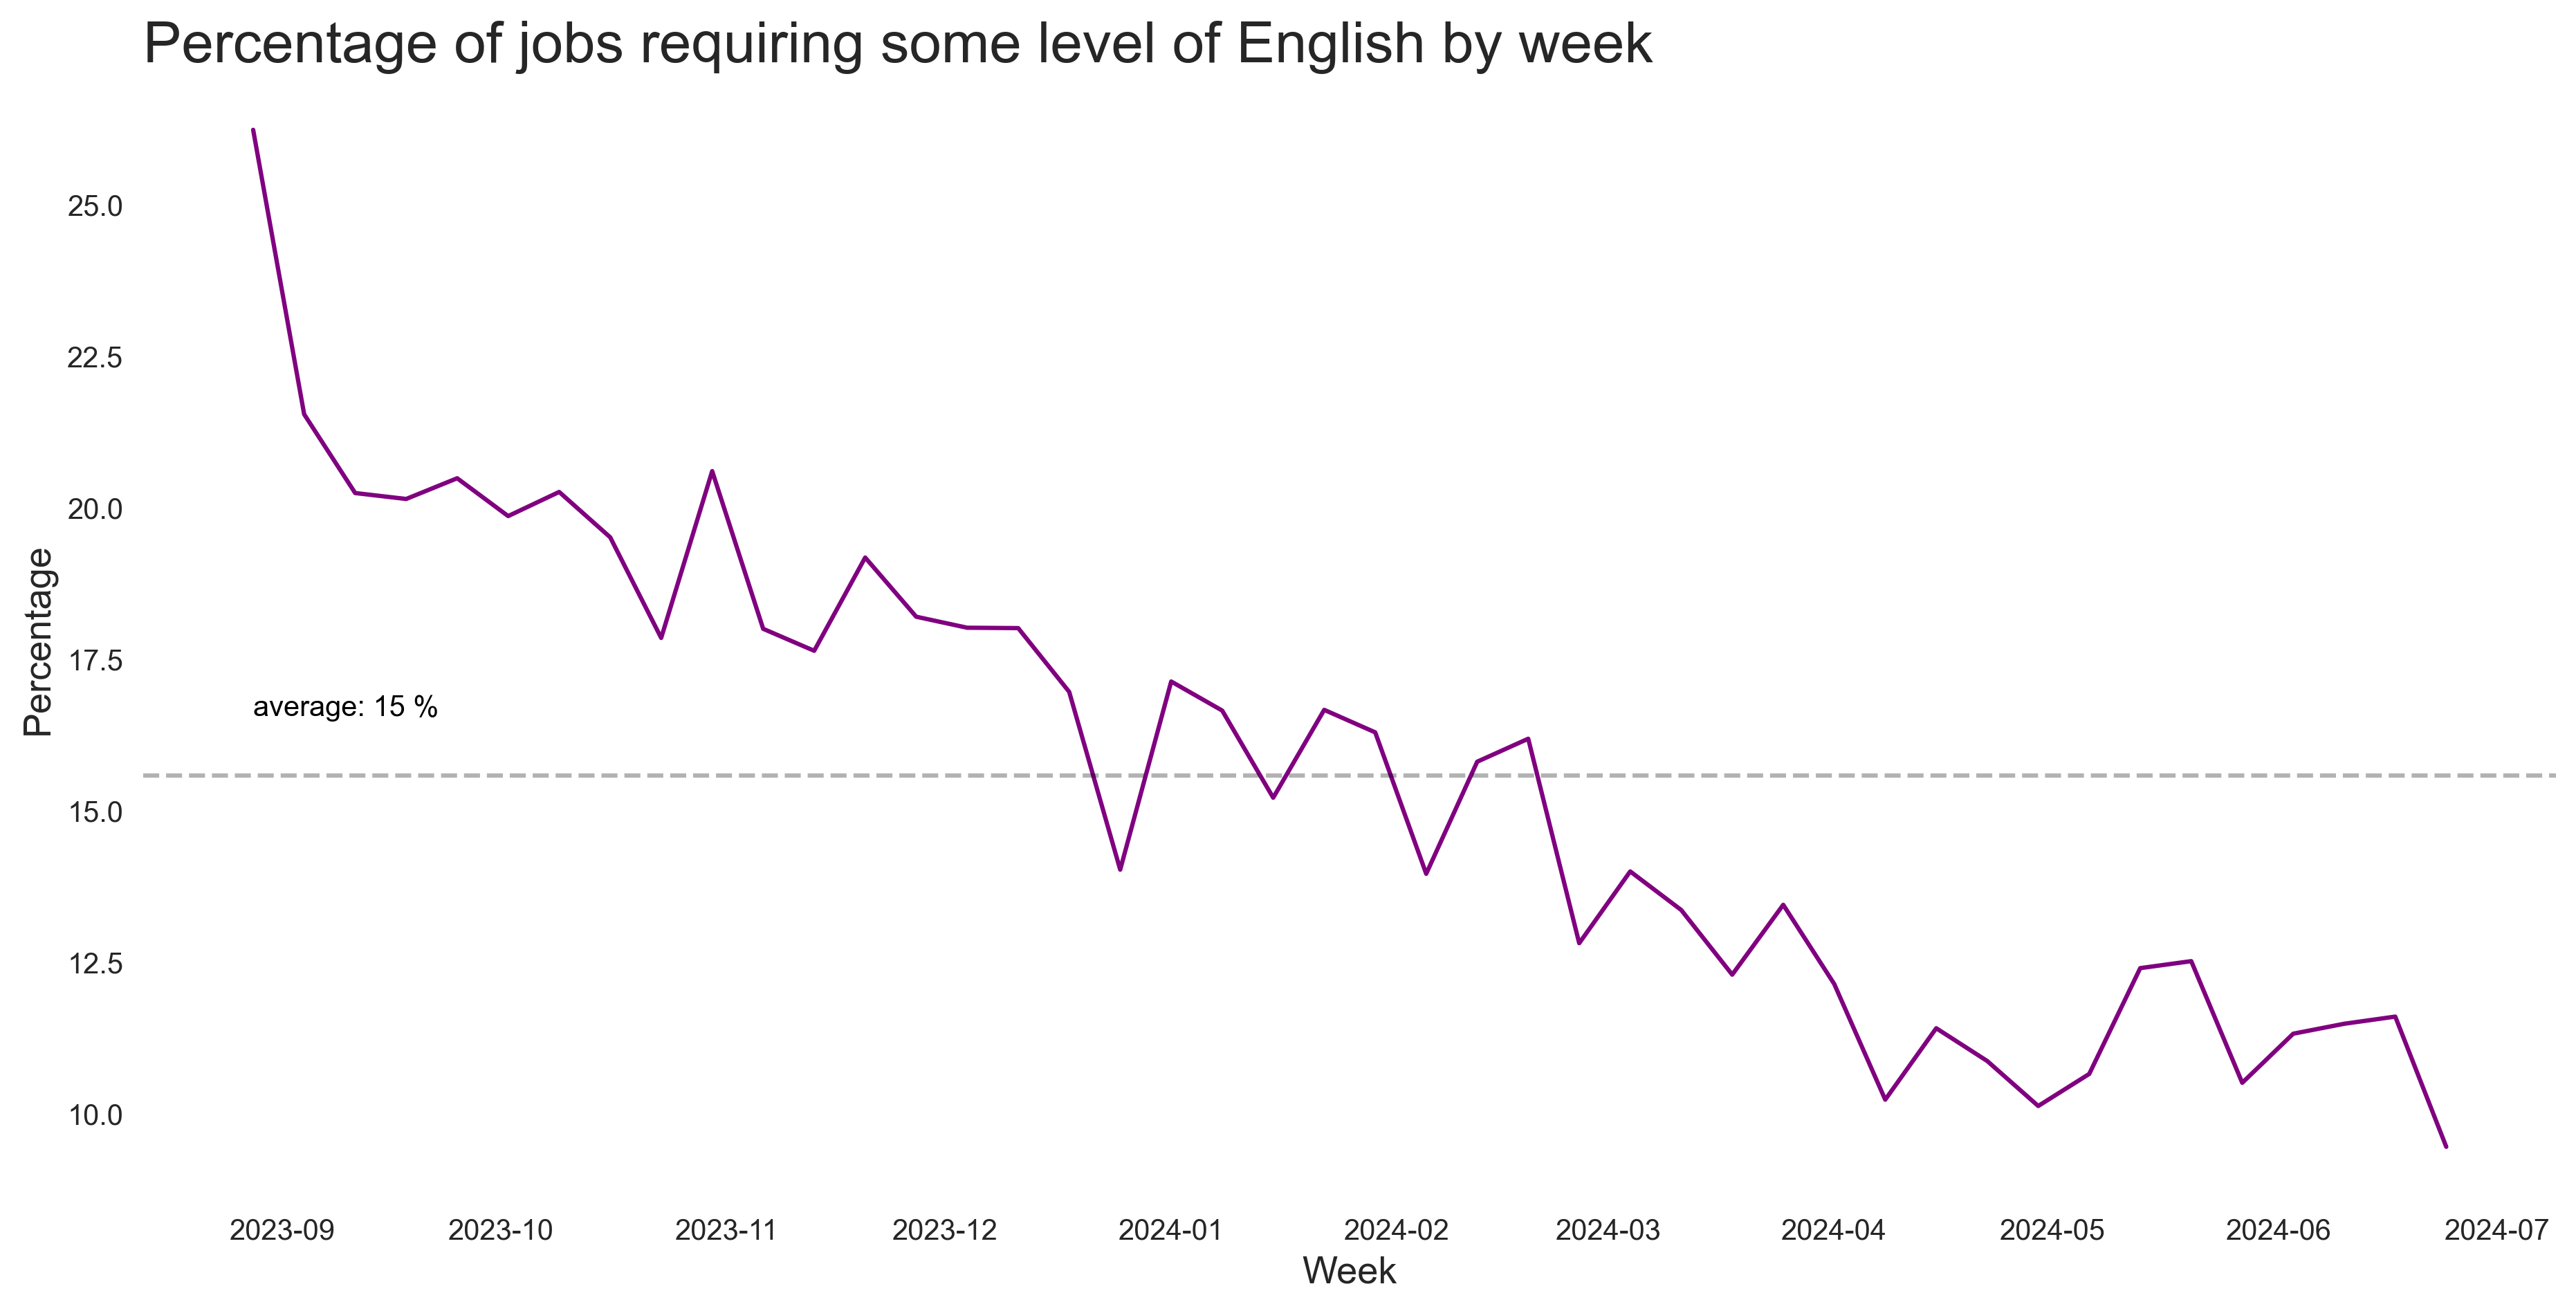 Percentage of jobs requiring some level of English by week
25.0
22.5
20.0
17.5
15.0
12.5
10.0
Percentage
average: 15 %
2023-09 2023-10 2023-11 2023-12 2024-01 2024-02 2024-03 2024-04 2024-05 2024-06 2024-07
Week